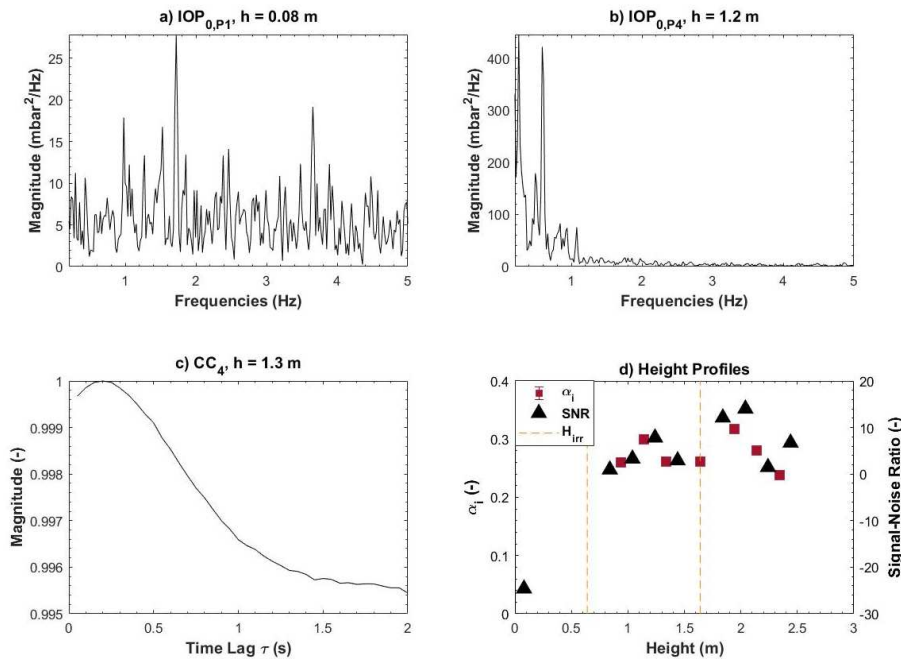 a) IOP0,P1, h = 0.08 m
Magnitude (mbar²/Hz)
25
20
15
10
5
0
1 2 3 4 5
Frequencies (Hz)
b) IOP0,P4, h = 1.2 m
Magnitude (mbar²/Hz)
400
300
200
100
0
1 2 3 4 5
Frequencies (Hz)
c) CC4, h = 1.3 m
Magnitude (-)
1
0.999
0.998
0.997
0.996
0.995
0 0.5 1 1.5 2
Time Lag τ (s)
d) Height Profiles
αi (-)
0.4
0.3
0.2
0.1
0
αi
SNR
Hirr
20
10
0
-10
-20
-30
Signal-Noise Ratio (-)
0 0.5 1 1.5 2 2.5 3
Height (m)